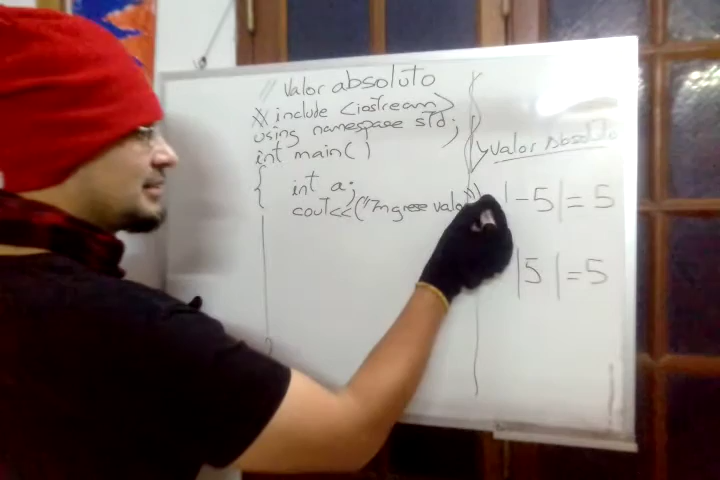 // Valor absoluto
# include <iostream>
using namespace std;
int main()
{
int a;
cout<<("Ingrese valor")
}
Valor Absoluto
|-5|=5
|5|=5